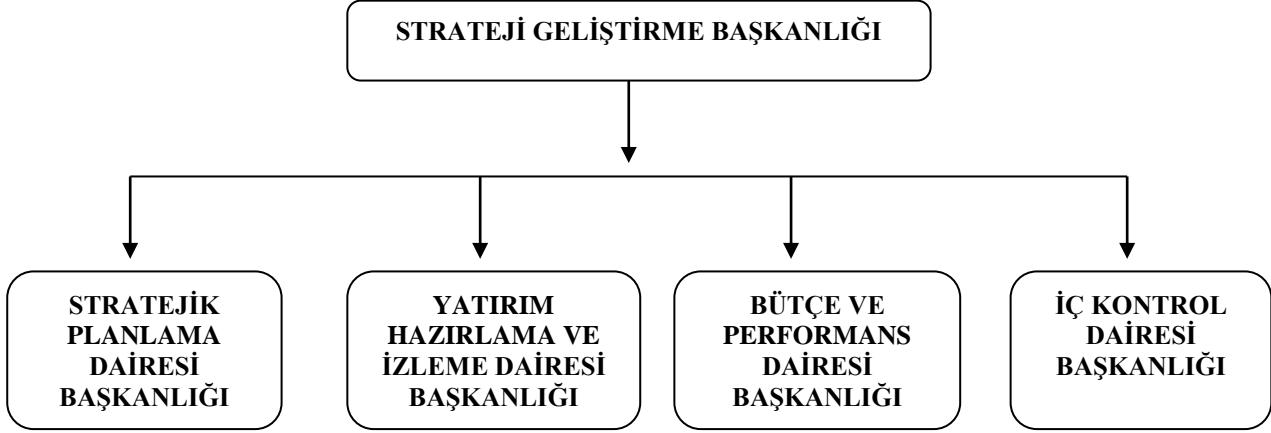 STRATEJİ GELİŞTİRME BAŞKANLIĞI
STRATEJİK
PLANLAMA
DAİRESİ
BAŞKANLIĞI
YATIRIM
HAZIRLAMA VE
İZLEME DAİRESİ
BAŞKANLIĞI
BÜTÇE VE
PERFORMANS
DAİRESİ
BAŞKANLIĞI
İÇ KONTROL
DAİRESİ
BAŞKANLIĞI